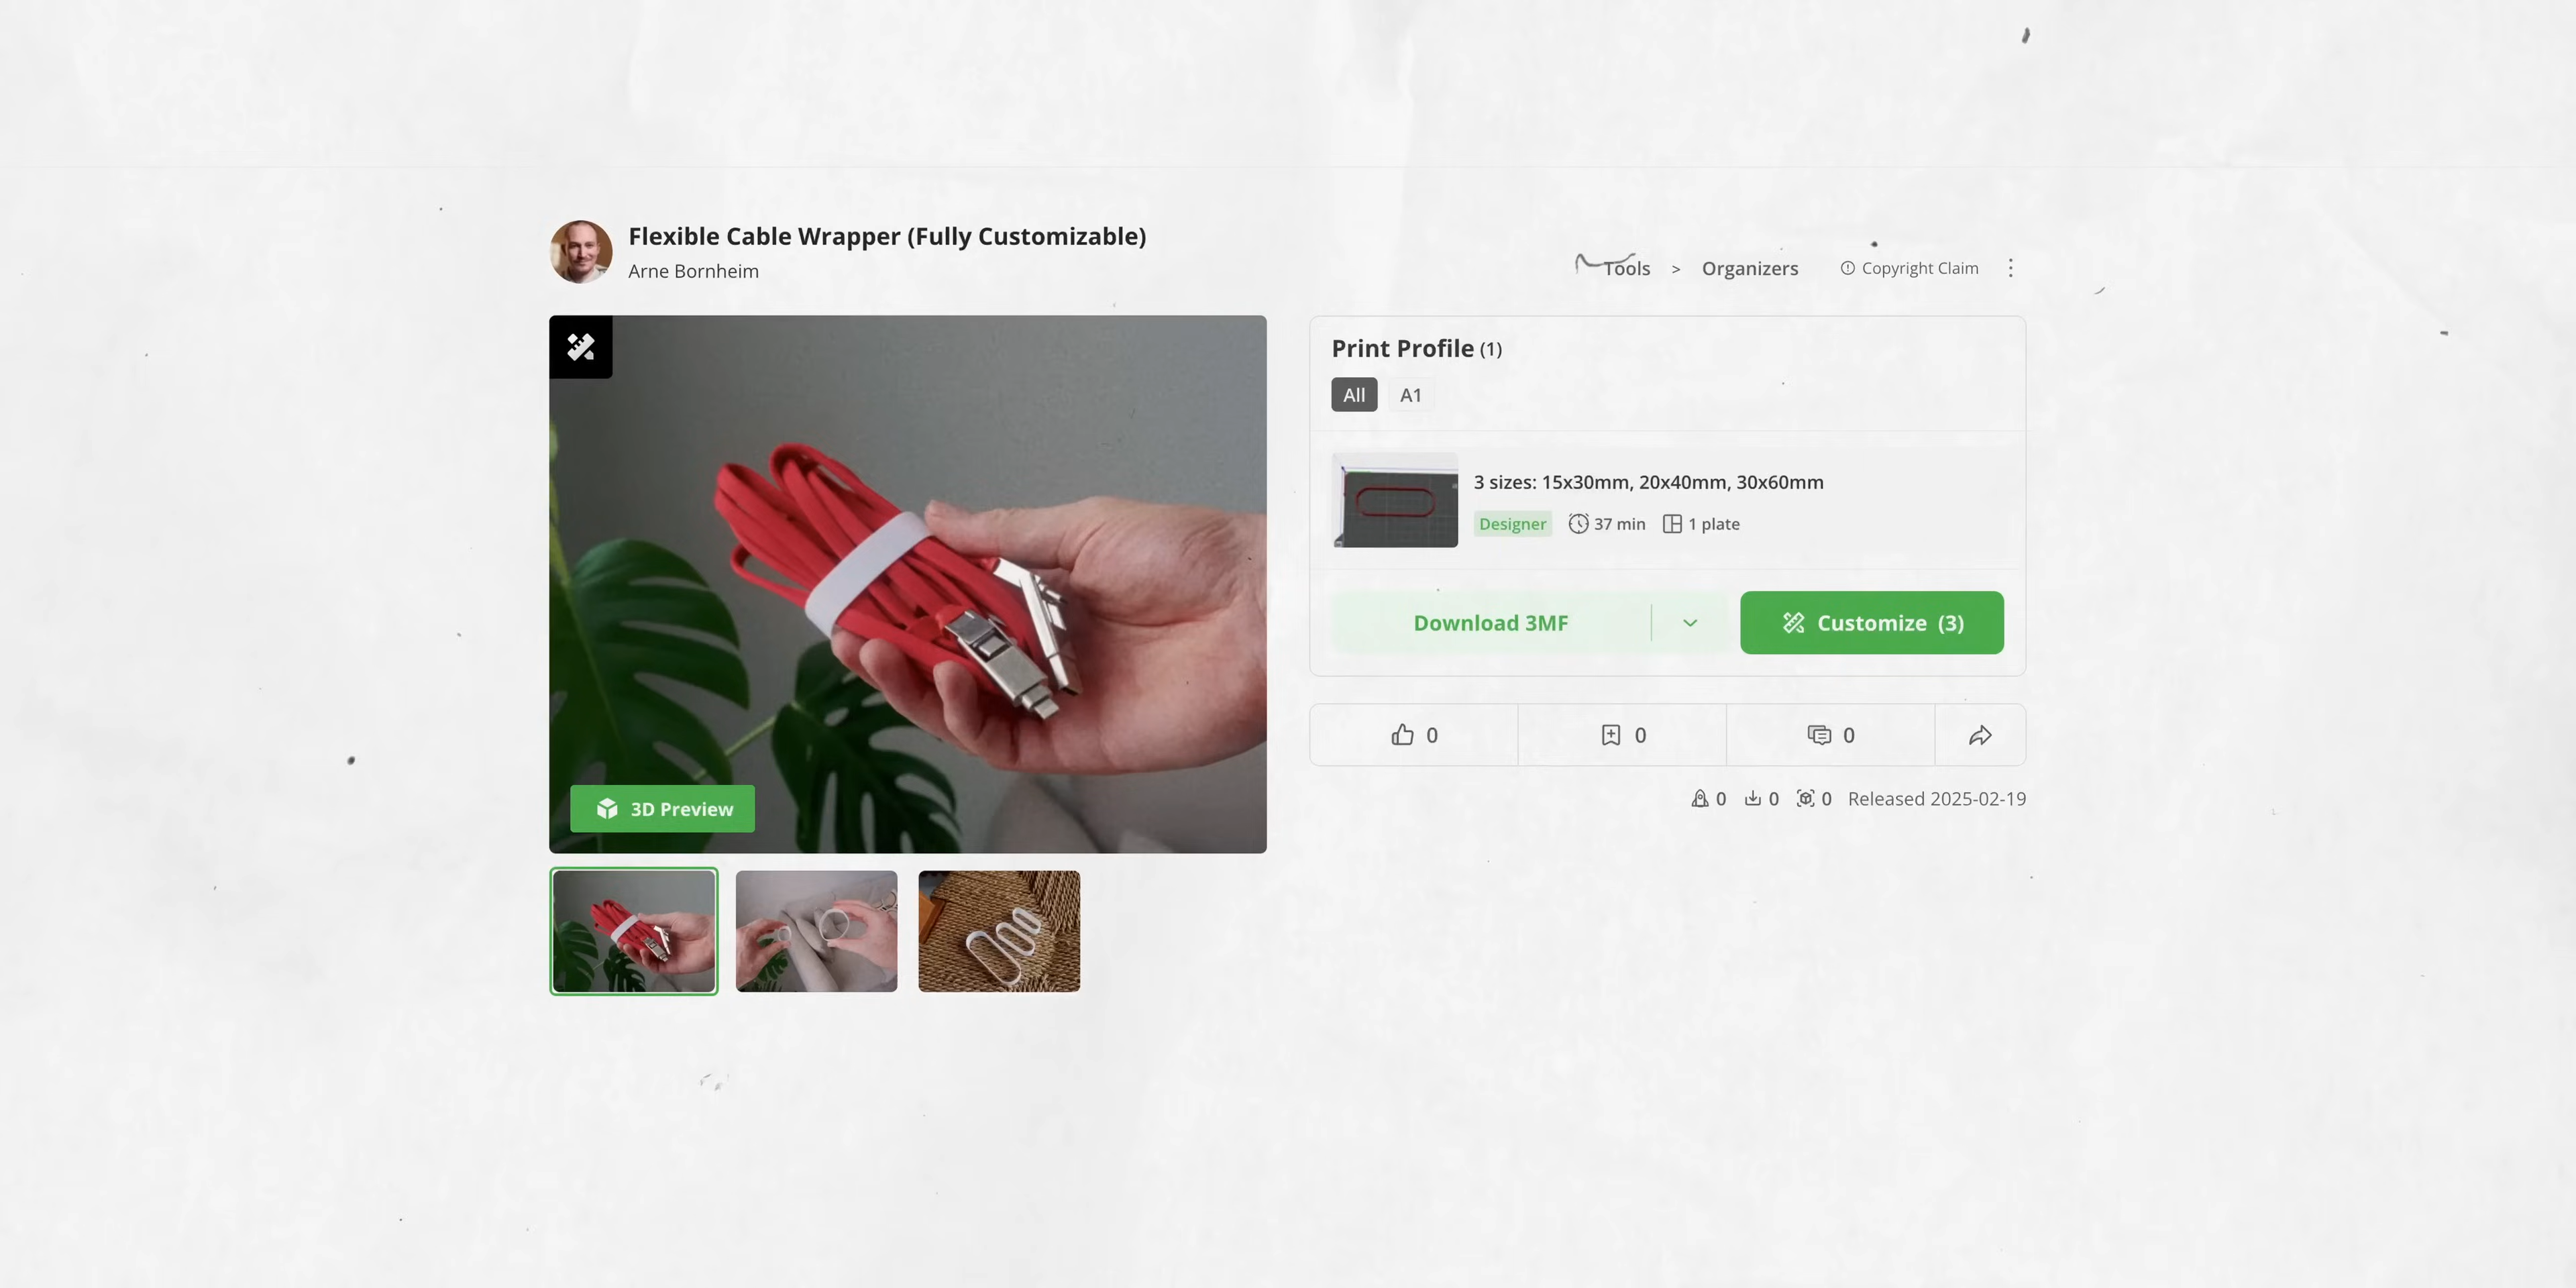 Flexible Cable Wrapper (Fully Customizable)
Arne Bornheim
Tools > Organizers Copyright Claim
3D Preview
Print Profile (1)
All A1
3 sizes: 15x30mm, 20x40mm, 30x60mm
Designer 37 min 1 plate
Download 3MF Customize (3)
0 0 0
0 0 0 Released 2025-02-19